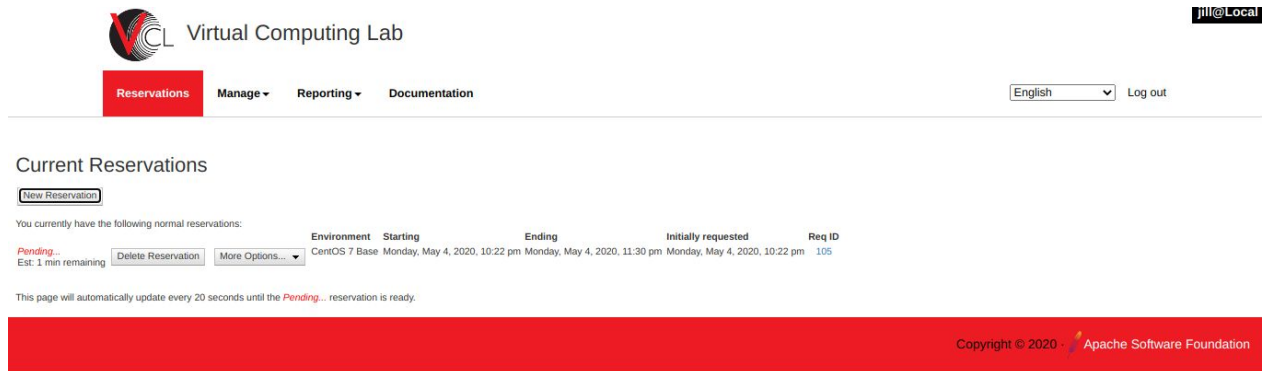 jill@Local
VCL Virtual Computing Lab
Reservations Manage Reporting Documentation English Log out
Current Reservations
New Reservation
You currently have the following normal reservations:
Environment Starting Ending Initially requested Req ID
Pending... Delete Reservation More Options... CentOS 7 Base Monday, May 4, 2020, 10:22 pm Monday, May 4, 2020, 11:30 pm Monday, May 4, 2020, 10:22 pm 105
Est: 1 min remaining
This page will automatically update every 20 seconds until the Pending... reservation is ready.
Copyright © 2020 · Apache Software Foundation